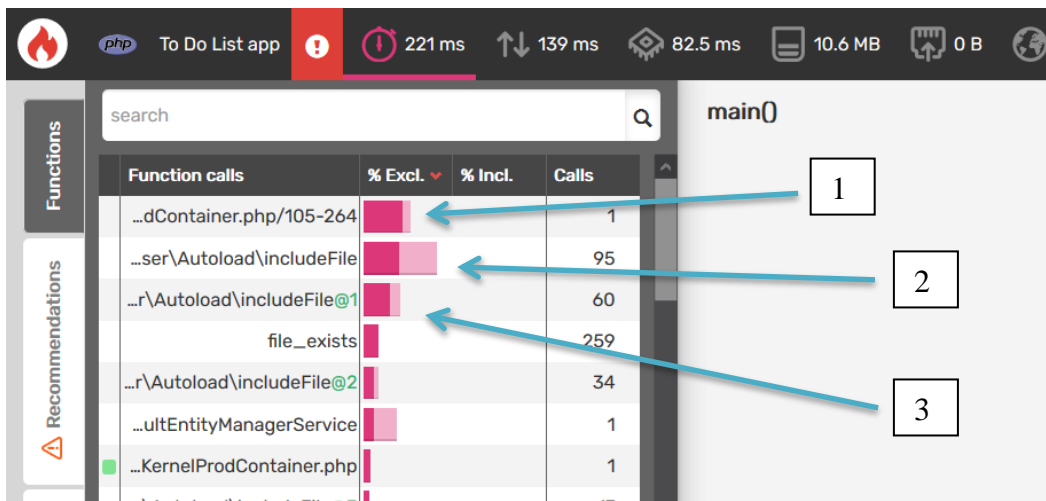 php To Do List app ! 221 ms 139 ms 82.5 ms 10.6 MB 0 B
Functions
Recommendations
search
main()
Function calls % Excl. % Incl. Calls
…dContainer.php/105-264 1
…ser\Autoload\includeFile 95
…r\Autoload\includeFile@1 60
file_exists 259
…r\Autoload\includeFile@2 34
…ultEntityManagerService 1
…KernelProdContainer.php 1
1
2
3